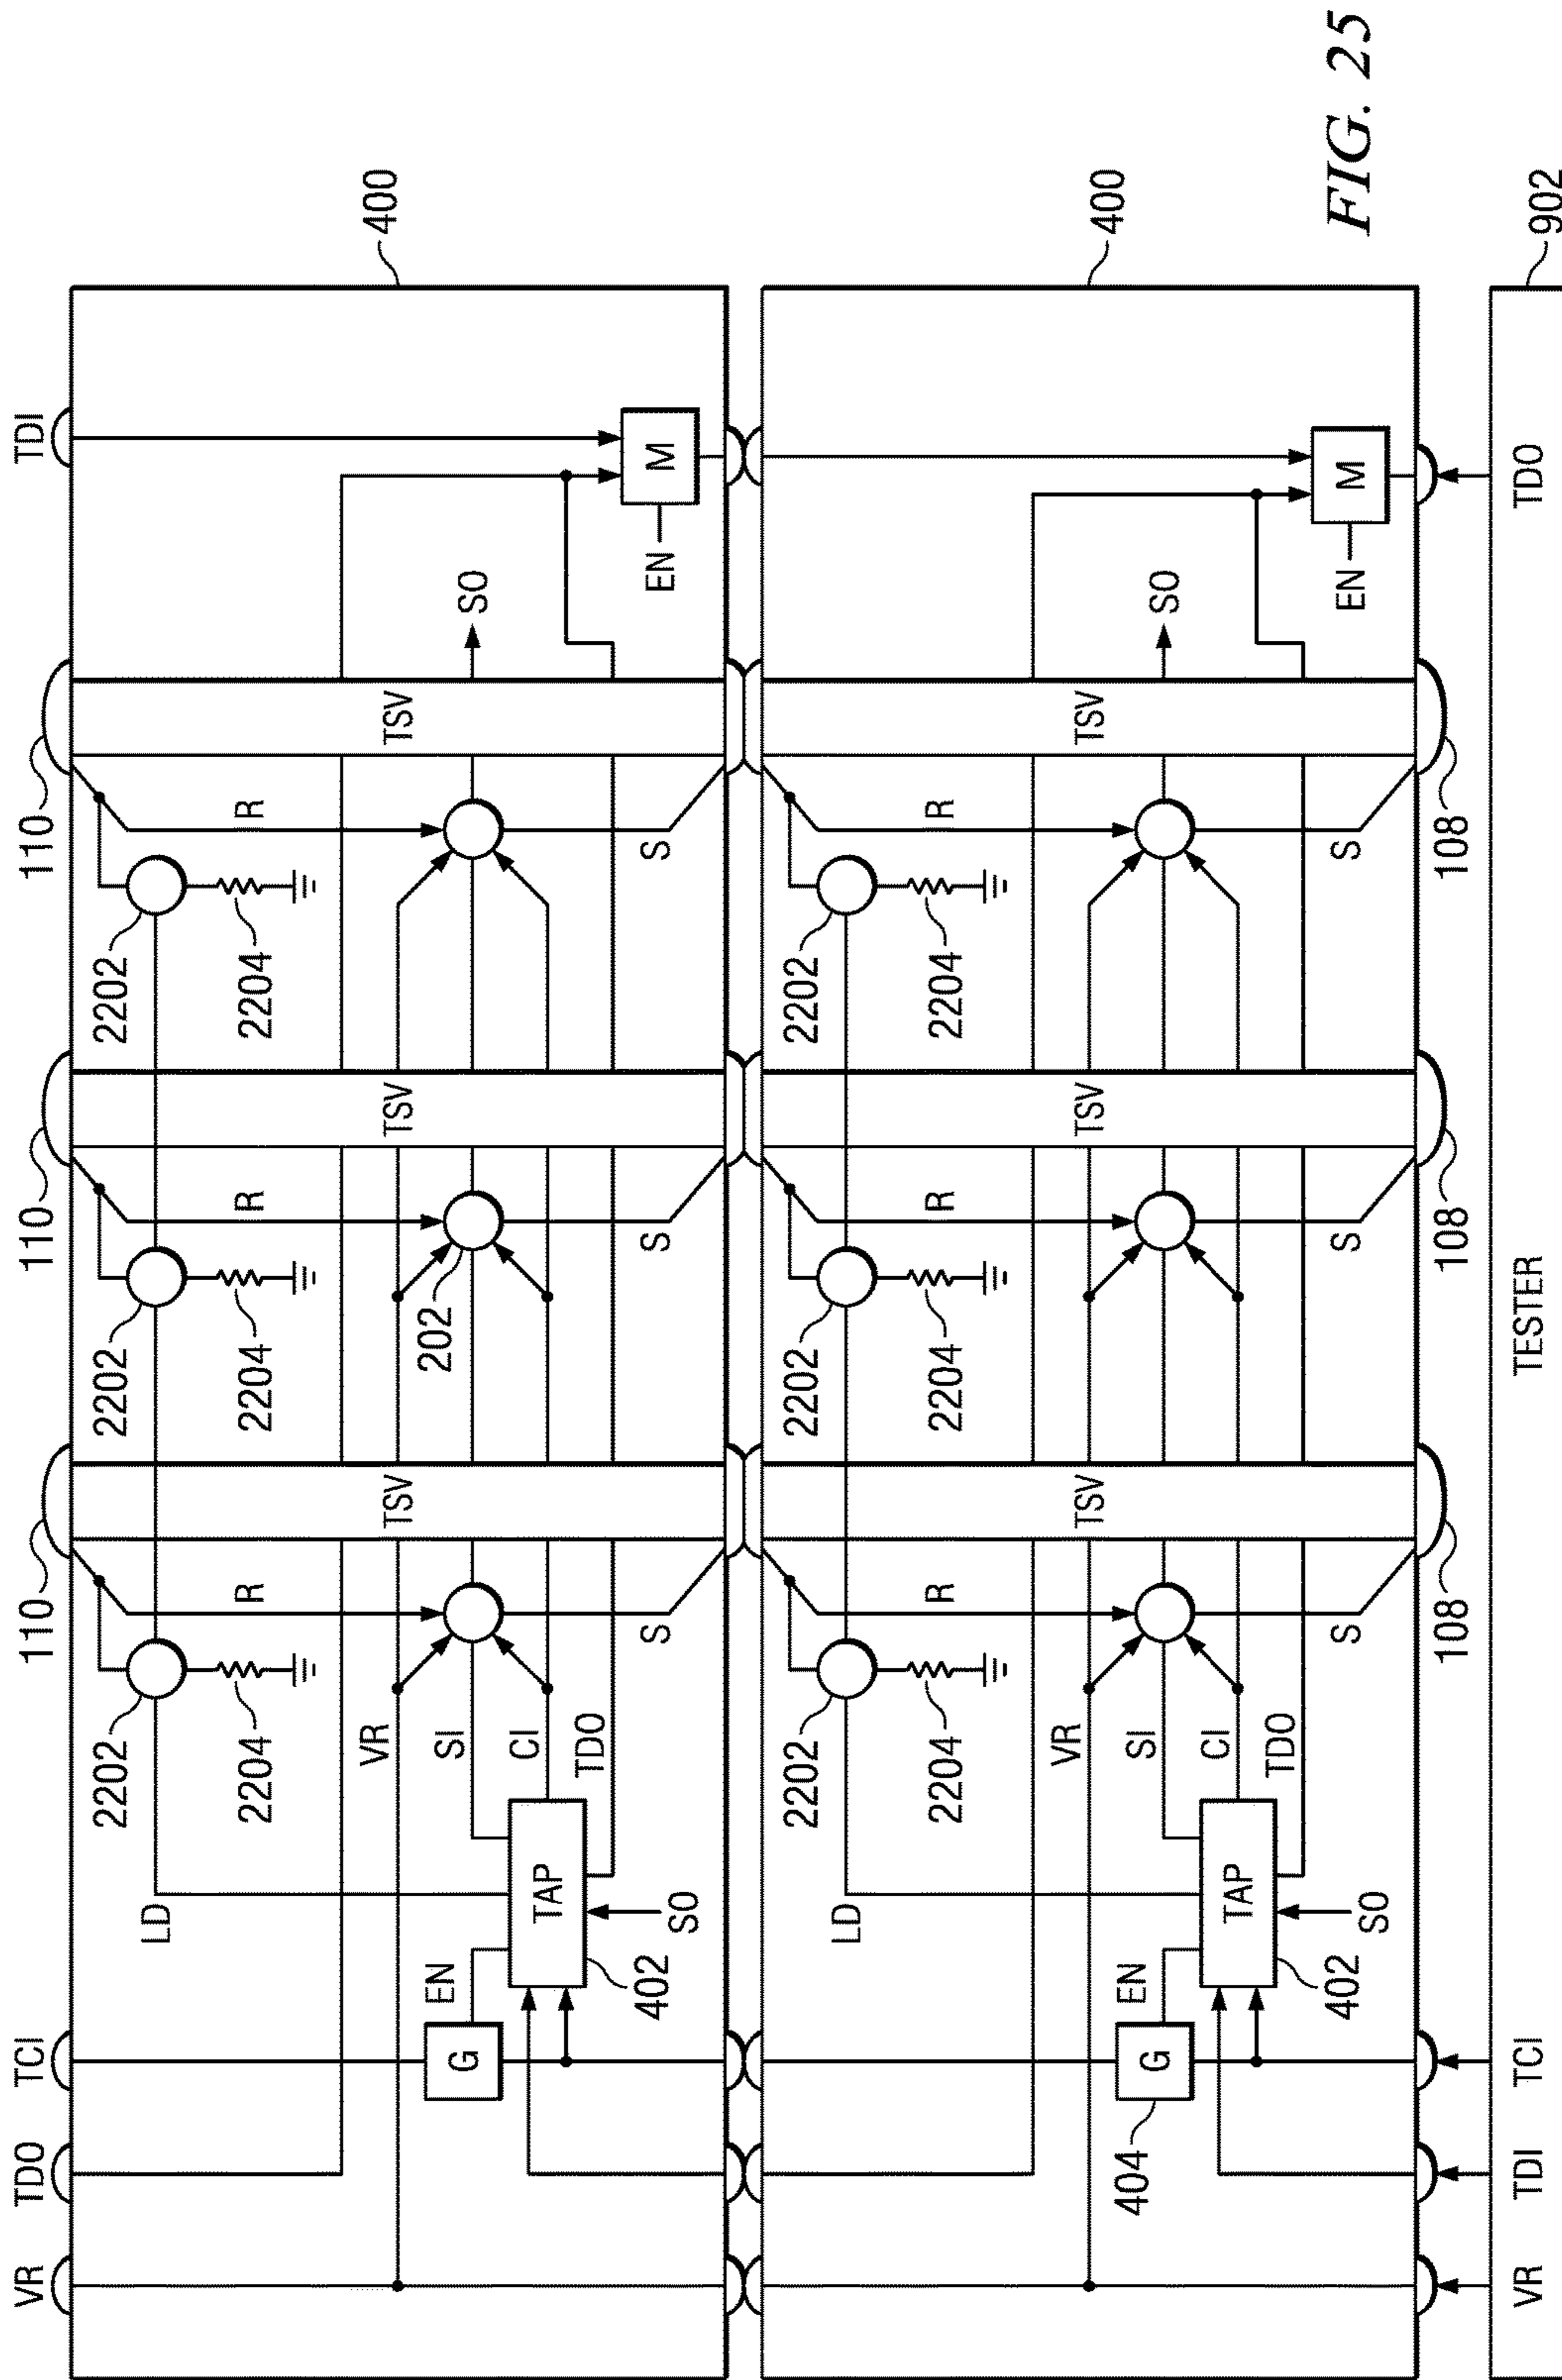 VR TDO TCI 110 110 110 TDI
2202 2202 2202
LD
2204 2204 2204
R R R
VR TSV TSV TSV 400
EN SI 202 SO
G CI
TAP
TDO
402 SO S S S EN M
2202 2202 2202
LD
2204 2204 2204
R R R
VR TSV TSV TSV 400
EN SI SO
404 G CI
TAP
TDO
402 SO S S S EN M
108 108 108
FIG. 25
VR TDI TCI TESTER TDO 902